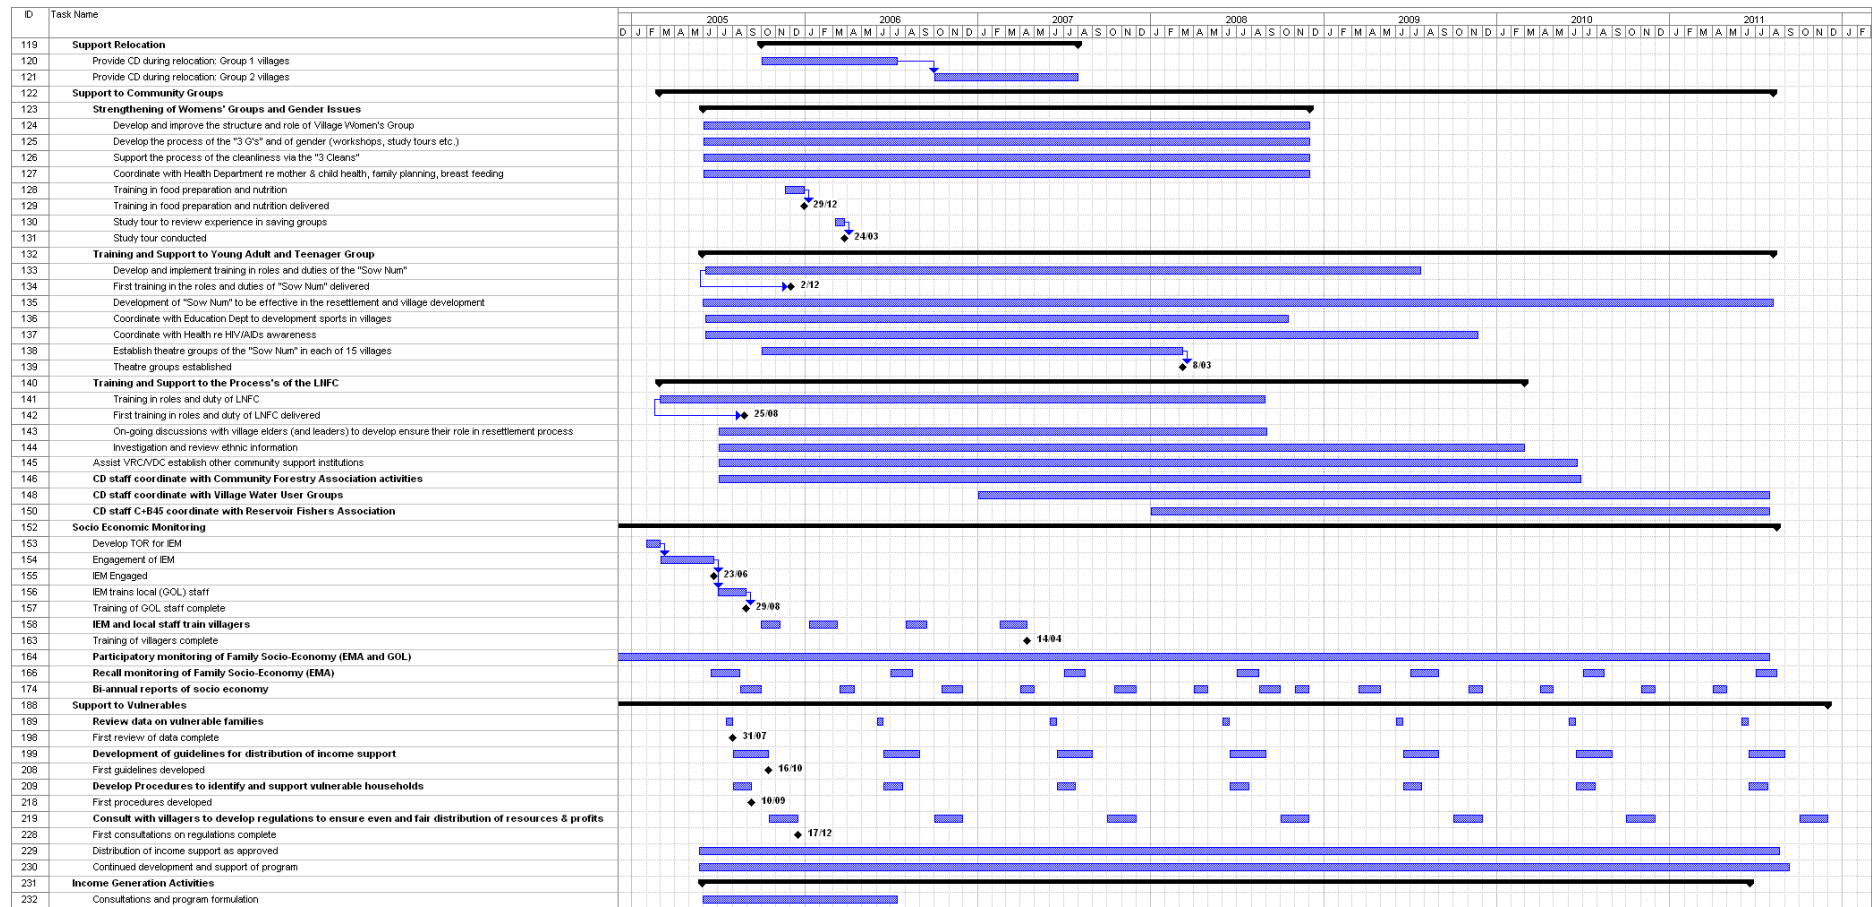 ID Task Name 2005 2006 2007 2008 2009 2010 2011
D J F M A M J J A S O N D J F M A M J J A S O N D J F M A M J J A S O N D J F M A M J J A S O N D J F M A M J J A S O N D J F M A M J J A S O N D J F M A M J J A S O N D J F
119 Support Relocation
120 Provide CD during relocation: Group 1 villages
121 Provide CD during relocation: Group 2 villages
122 Support to Community Groups
123 Strengthening of Womens' Groups and Gender Issues
124 Develop and improve the structure and role of Village Women's Group
125 Develop the process of the "3 G's" and of gender (workshops, study tours etc.)
126 Support the process of the cleanliness via the "3 Cleans"
127 Coordinate with Health Department re mother & child health, family planning, breast feeding
128 Training in food preparation and nutrition
129 Training in food preparation and nutrition delivered 29/12
130 Study tour to review experience in saving groups
131 Study tour conducted 24/03
132 Training and Support to Young Adult and Teenager Group
133 Develop and implement training in roles and duties of the "Sow Num"
134 First training in the roles and duties of "Sow Num" delivered 2/12
135 Development of "Sow Num" to be effective in the resettlement and village development
136 Coordinate with Education Dept to development sports in villages
137 Coordinate with Health re HIV/AIDs awareness
138 Establish theatre groups of the "Sow Num" in each of 15 villages
139 Theatre groups established 8/03
140 Training and Support to the Process's of the LNFC
141 Training in roles and duty of LNFC
142 First training in roles and duty of LNFC delivered 25/08
143 On-going discussions with village elders (and leaders) to develop ensure their role in resettlement process
144 Investigation and review ethnic information
145 Assist VRC/VDC establish other community support institutions
146 CD staff coordinate with Community Forestry Association activities
148 CD staff coordinate with Village Water User Groups
150 CD staff C+B45 coordinate with Reservoir Fishers Association
152 Socio Economic Monitoring
153 Develop TOR for IEM
154 Engagement of IEM
155 IEM Engaged 23/06
156 IEM trains local (GOL) staff
157 Training of GOL staff complete 29/08
158 IEM and local staff train villagers
163 Training of villagers complete 14/04
164 Participatory monitoring of Family Socio-Economy (EMA and GOL)
166 Recall monitoring of Family Socio-Economy (EMA)
174 Bi-annual reports of socio economy
188 Support to Vulnerables
189 Review data on vulnerable families
198 First review of data complete 31/07
199 Development of guidelines for distribution of income support
208 First guidelines developed 16/10
209 Develop Procedures to identify and support vulnerable households
218 First procedures developed 10/09
219 Consult with villagers to develop regulations to ensure even and fair distribution of resources & profits
228 First consultations on regulations complete 17/12
229 Distribution of income support as approved
230 Continued development and support of program
231 Income Generation Activities
232 Consultations and program formulation